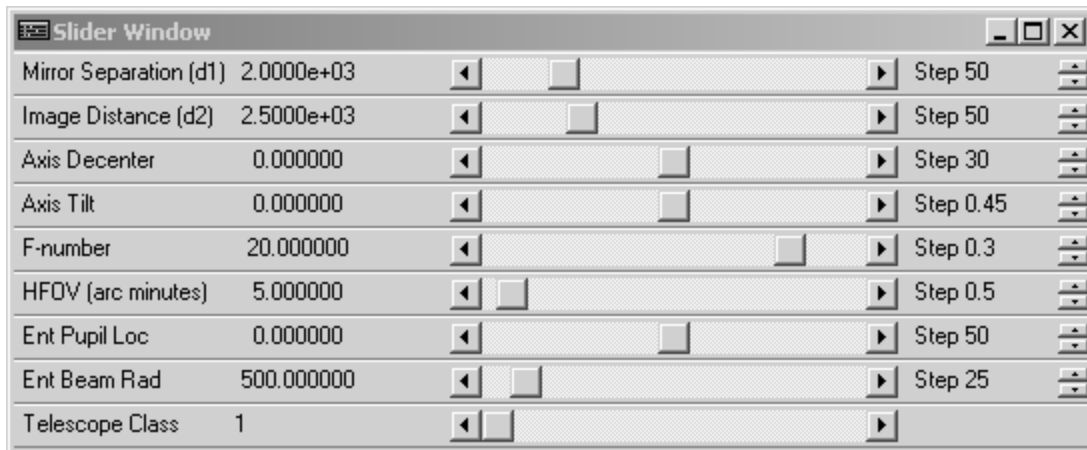 Slider Window
Mirror Separation (d1) 2.0000e+03 Step 50
Image Distance (d2) 2.5000e+03 Step 50
Axis Decenter 0.000000 Step 30
Axis Tilt 0.000000 Step 0.45
F-number 20.000000 Step 0.3
HFOV (arc minutes) 5.000000 Step 0.5
Ent Pupil Loc 0.000000 Step 50
Ent Beam Rad 500.000000 Step 25
Telescope Class 1